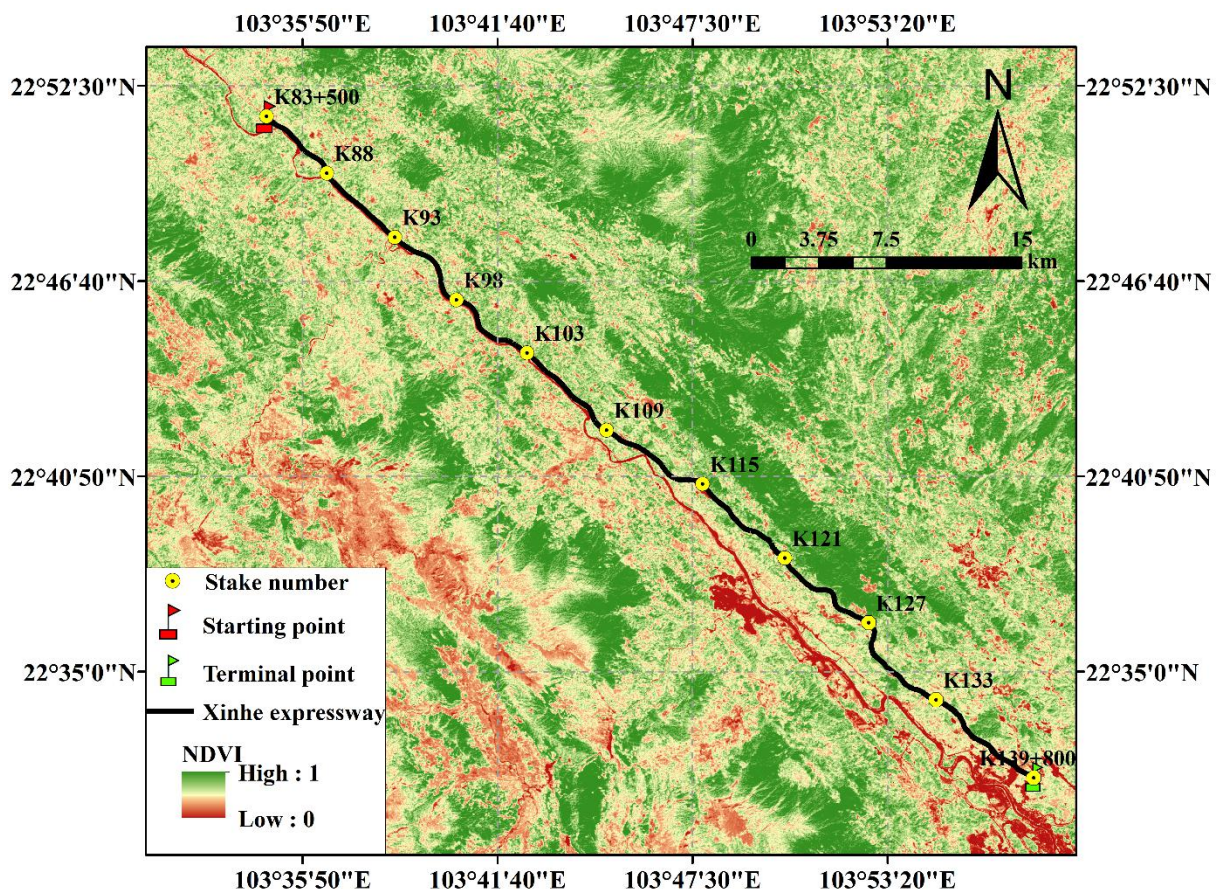 103°35'50"E 103°41'40"E 103°47'30"E 103°53'20"E
22°52'30"N 22°52'30"N
K83+500
N
K88
K93
0 3.75 7.5 15
km
22°46'40"N 22°46'40"N
K98
K103
K109
K115
22°40'50"N 22°40'50"N
K121
K127
22°35'0"N 22°35'0"N
K133
K139+800
Stake number
Starting point
Terminal point
Xinhe expressway
NDVI
High : 1
Low : 0
103°35'50"E 103°41'40"E 103°47'30"E 103°53'20"E